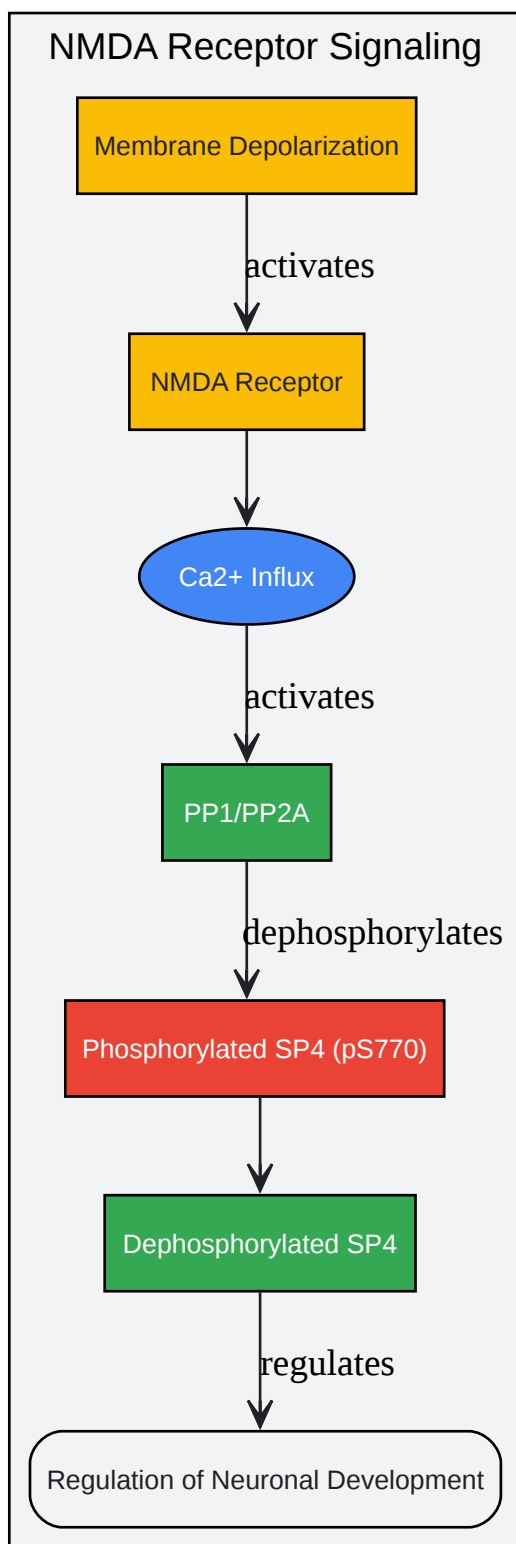 NMDA Receptor Signaling
Membrane Depolarization
activates
NMDA Receptor
Ca2+ Influx
activates
PP1/PP2A
dephosphorylates
Phosphorylated SP4 (pS770)
Dephosphorylated SP4
regulates
Regulation of Neuronal Development